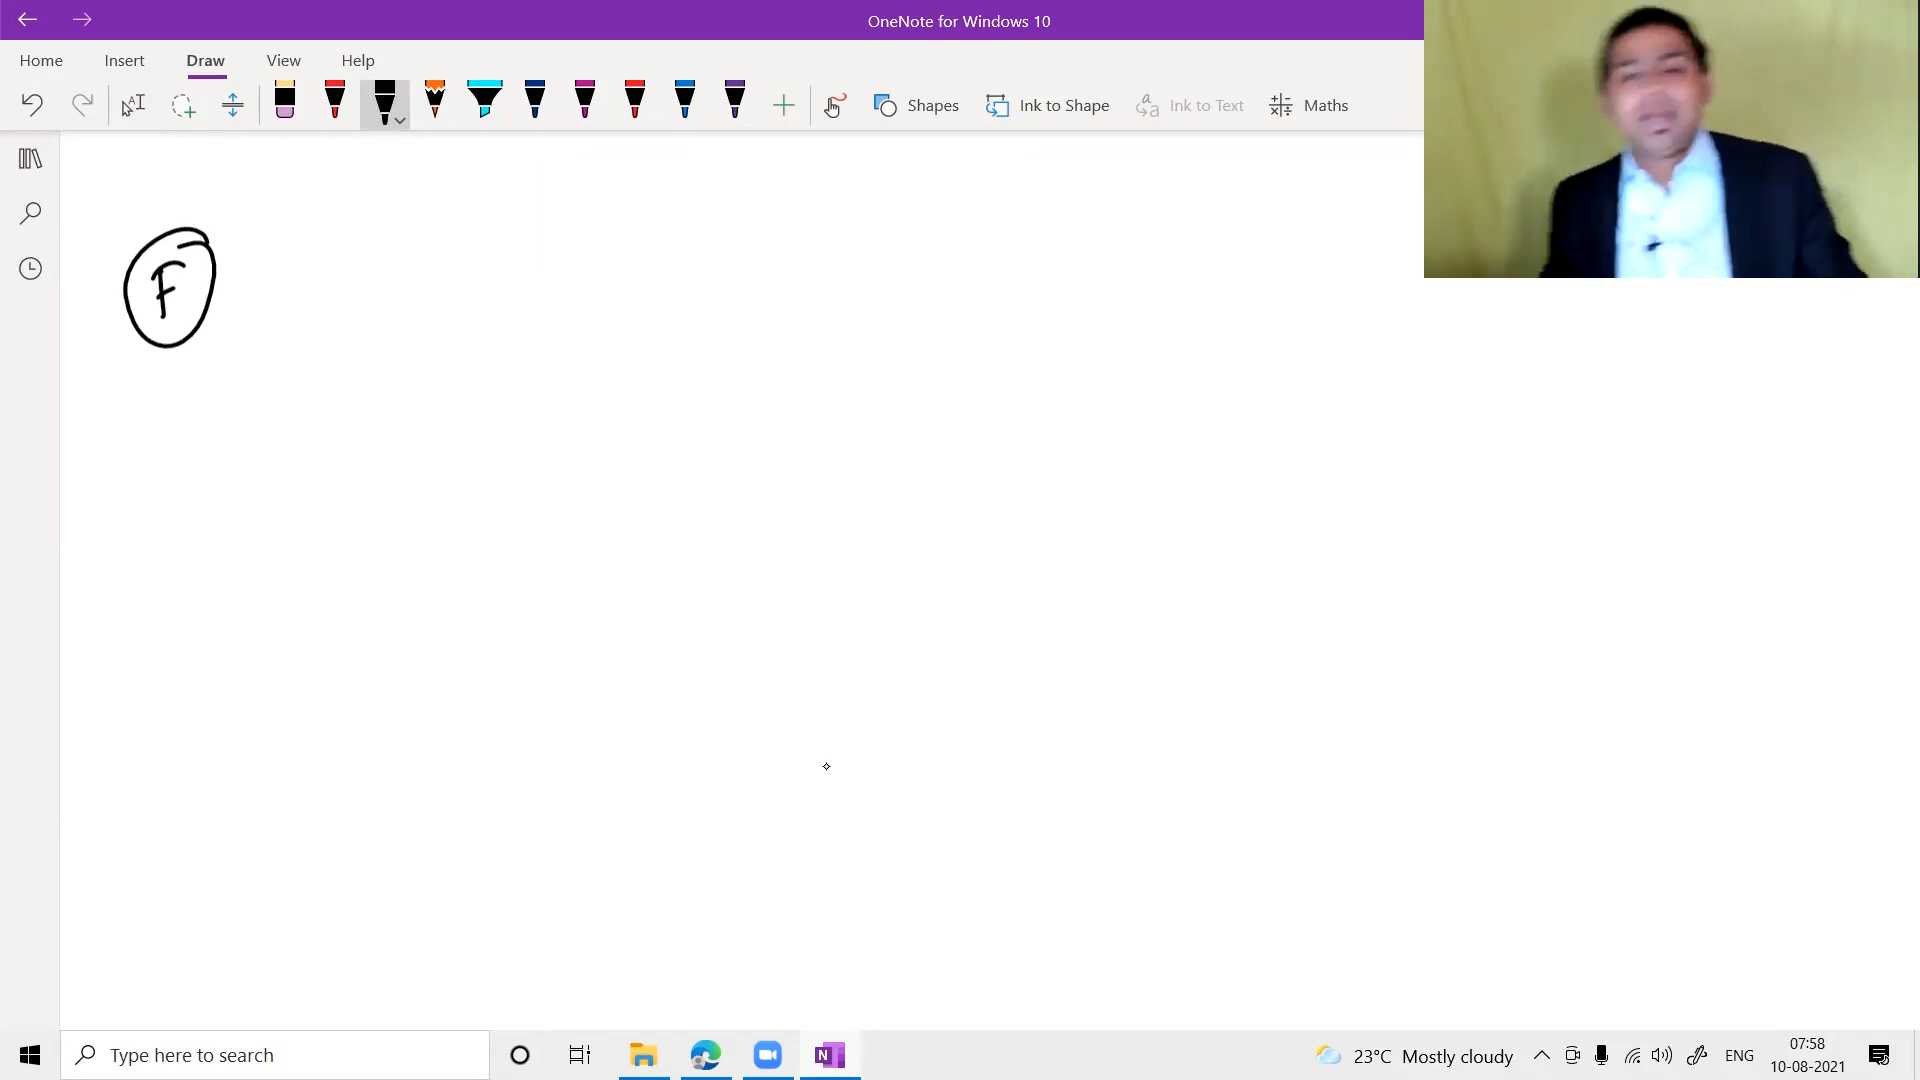 OneNote for Windows 10
Home Insert Draw View Help
Shapes Ink to Shape Ink to Text Maths
F
Type here to search
23°C Mostly cloudy
ENG
07:58
10-08-2021